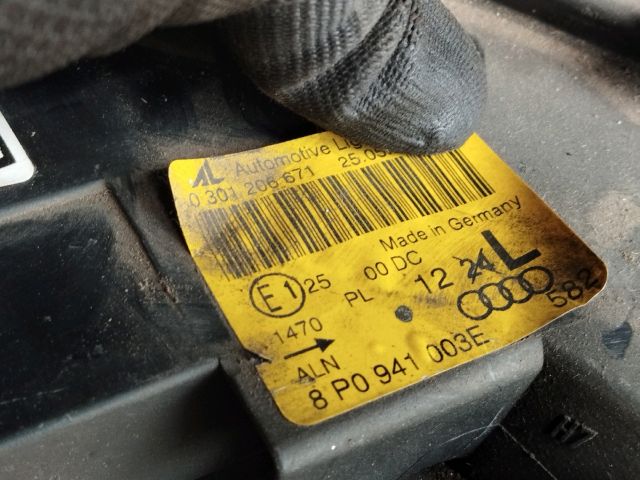 AL Automotive
0 301 206 671 25.05
Made in Germany
E1 25 00 DC 12 24 L
1470 PL
582
ALN
8 P0 941 003E
H7